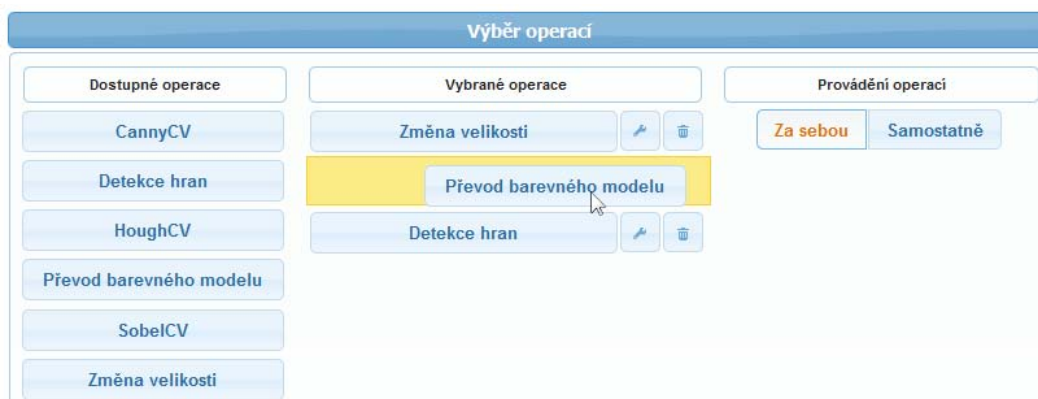 Výběr operací
Dostupné operace
CannyCV
Detekce hran
HoughCV
Převod barevného modelu
SobelCV
Změna velikosti
Vybrané operace
Změna velikosti
Převod barevného modelu
Detekce hran
Provádění operací
Za sebou
Samostatně